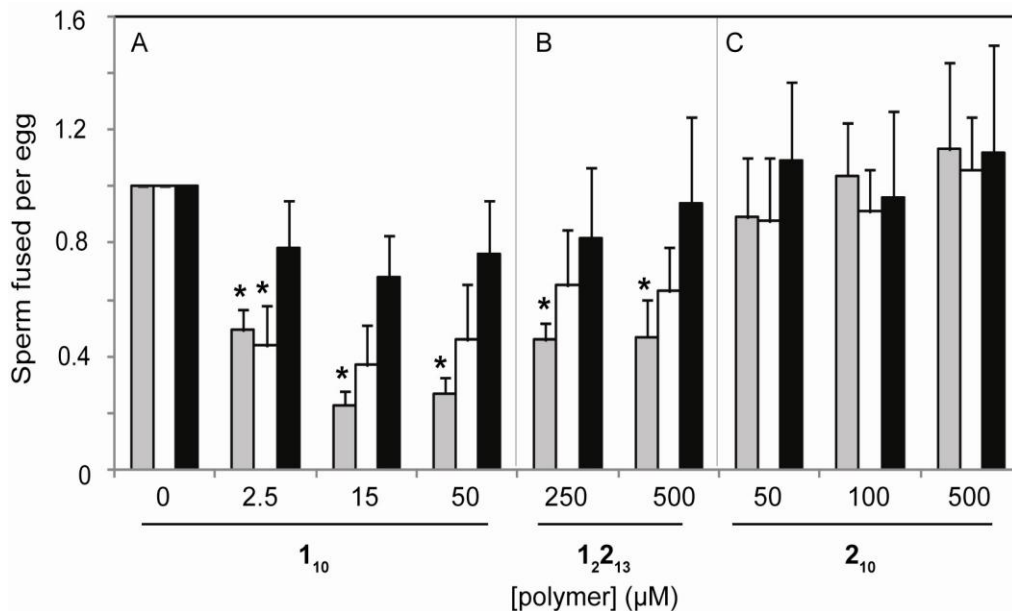 Sperm fused per egg
1.6
1.2
0.8
0.4
0
A
B
C
* * * * * *
0 2.5 15 50 250 500 50 100 500
1₁₀ 1₂2₁₃ 2₁₀
[polymer] (µM)